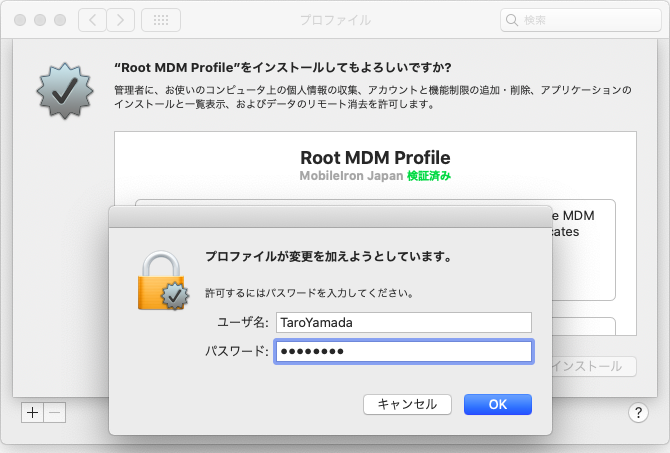 プロファイル
検索
“Root MDM Profile”をインストールしてもよろしいですか?
管理者に、お使いのコンピュータ上の個人情報の収集、アカウントと機能制限の追加・削除、アプリケーションの
インストールと一覧表示、およびデータのリモート消去を許可します。
Root MDM Profile
MobileIron Japan 検証済み
e MDM
cates
プロファイルが変更を加えようとしています。
許可するにはパスワードを入力してください。
ユーザ名: TaroYamada
パスワード: ●●●●●●●●
インストール
キャンセル OK
+ − ?